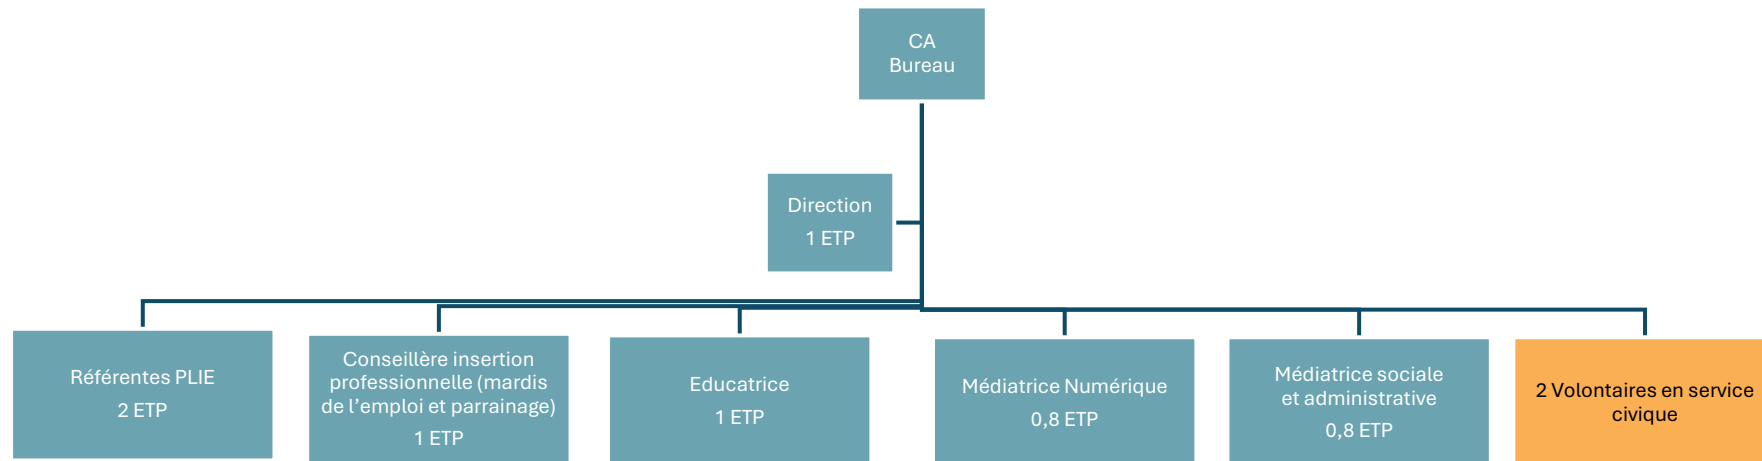 CA
Bureau
Direction
1 ETP
Référentes PLIE
2 ETP
Conseillère insertion
professionnelle (mardis
de l’emploi et parrainage)
1 ETP
Educatrice
1 ETP
Médiatrice Numérique
0,8 ETP
Médiatrice sociale
et administrative
0,8 ETP
2 Volontaires en service
civique